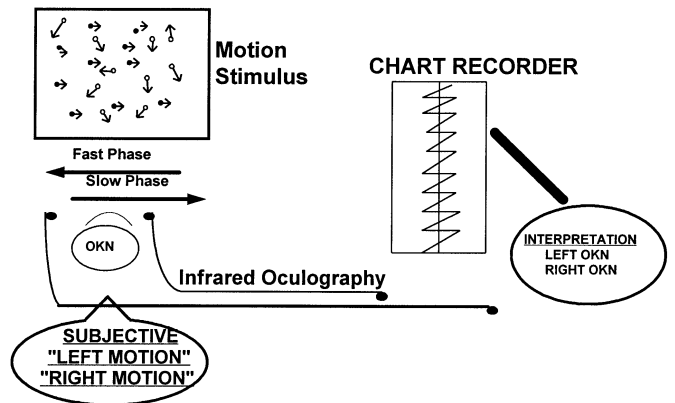 Motion
Stimulus
CHART RECORDER
Fast Phase
Slow Phase
OKN
INTERPRETATION
LEFT OKN
RIGHT OKN
Infrared Oculography
SUBJECTIVE
"LEFT MOTION"
"RIGHT MOTION"